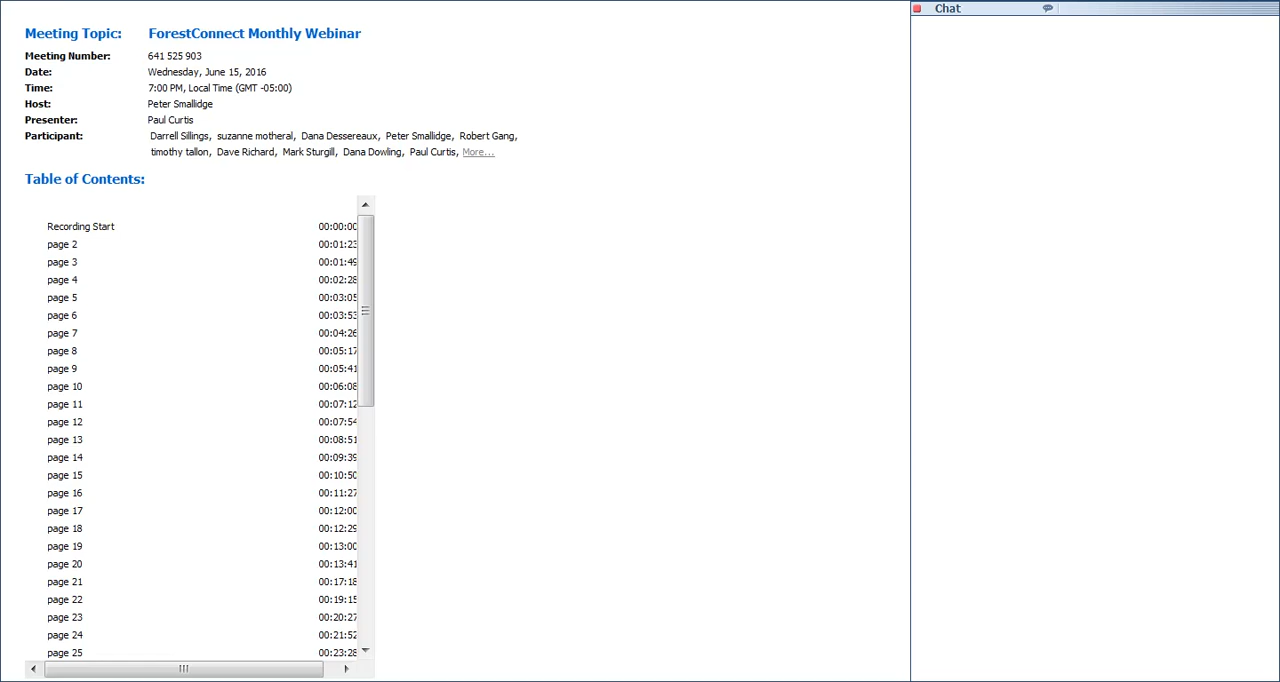 Chat
Meeting Topic: ForestConnect Monthly Webinar
Meeting Number: 641 525 903
Date: Wednesday, June 15, 2016
Time: 7:00 PM, Local Time (GMT -05:00)
Host: Peter Smallidge
Presenter: Paul Curtis
Participant: Darrell Sillings, suzanne motheral, Dana Dessereaux, Peter Smallidge, Robert Gang,
timothy tallon, Dave Richard, Mark Sturgill, Dana Dowling, Paul Curtis, More...
Table of Contents:
Recording Start 00:00:00
page 2 00:01:23
page 3 00:01:49
page 4 00:02:28
page 5 00:03:05
page 6 00:03:53
page 7 00:04:26
page 8 00:05:17
page 9 00:05:41
page 10 00:06:08
page 11 00:07:12
page 12 00:07:54
page 13 00:08:51
page 14 00:09:39
page 15 00:10:50
page 16 00:11:27
page 17 00:12:00
page 18 00:12:29
page 19 00:13:00
page 20 00:13:41
page 21 00:17:18
page 22 00:19:15
page 23 00:20:27
page 24 00:21:52
page 25 00:23:28